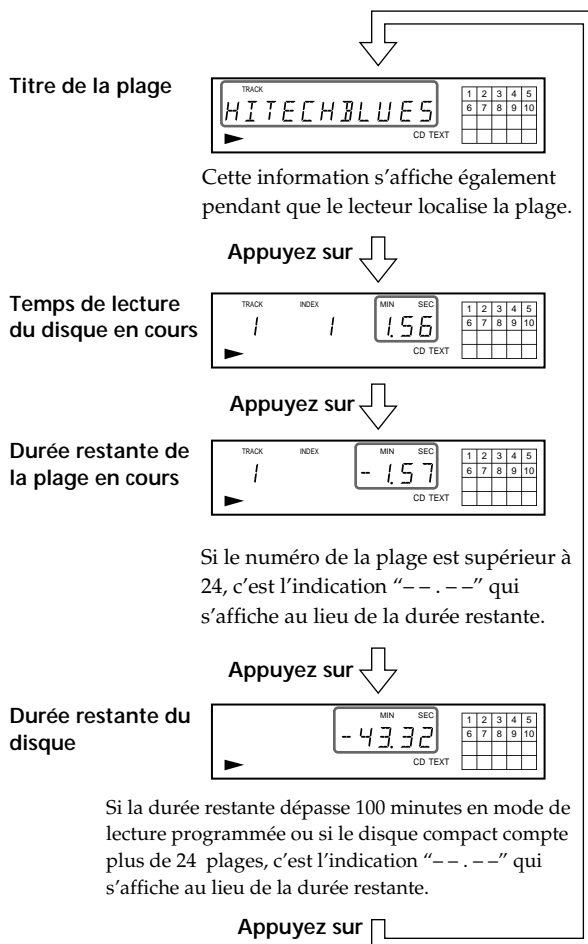 Titre de la plage
TRACK
HITECHBLUES
CD TEXT
1 2 3 4 5
6 7 8 9 10
Cette information s’affiche également
pendant que le lecteur localise la plage.
Appuyez sur
Temps de lecture
du disque en cours
TRACK INDEX MIN SEC
1 1 1.56
CD TEXT
1 2 3 4 5
6 7 8 9 10
Appuyez sur
Durée restante de
la plage en cours
TRACK INDEX MIN SEC
1 - 1.57
CD TEXT
1 2 3 4 5
6 7 8 9 10
Si le numéro de la plage est supérieur à
24, c’est l’indication “– – . – –” qui
s’affiche au lieu de la durée restante.
Appuyez sur
Durée restante du
disque
MIN SEC
- 43.32
CD TEXT
1 2 3 4 5
6 7 8 9 10
Si la durée restante dépasse 100 minutes en mode de
lecture programmée ou si le disque compact compte
plus de 24 plages, c’est l’indication “– – . – –” qui
s’affiche au lieu de la durée restante.
Appuyez sur